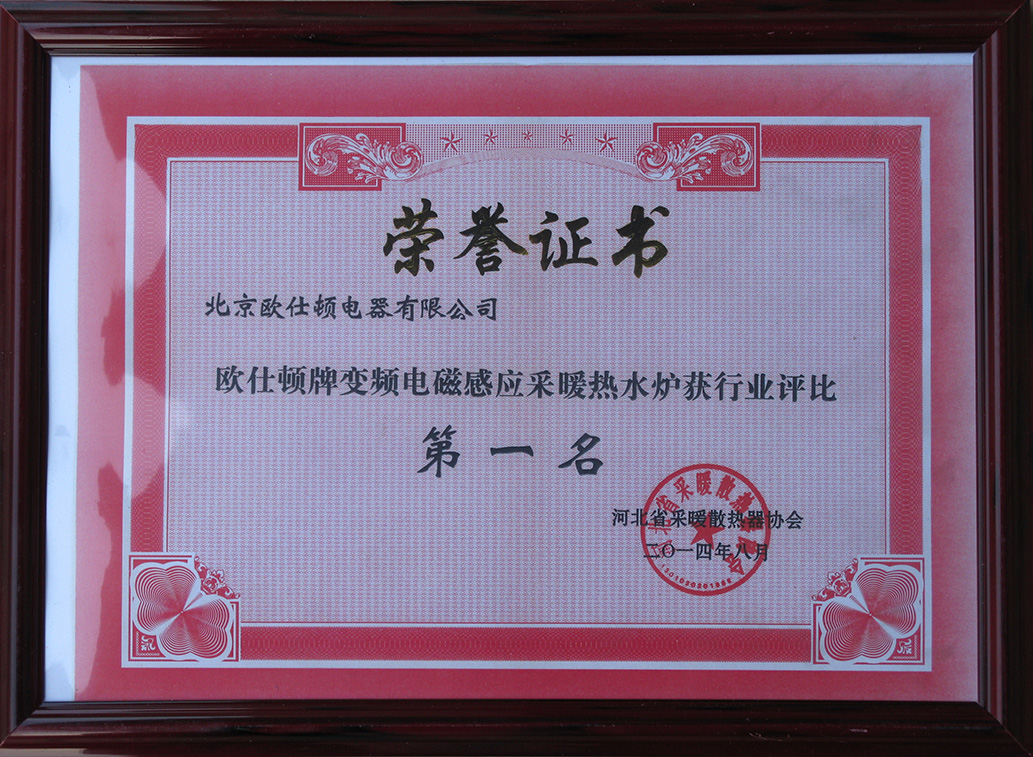 荣誉证书
北京欧仕顿电器有限公司
欧仕顿牌变频电磁感应采暖热水炉获行业评比
第一名
河北省采暖散热器协会
二〇一四年八月